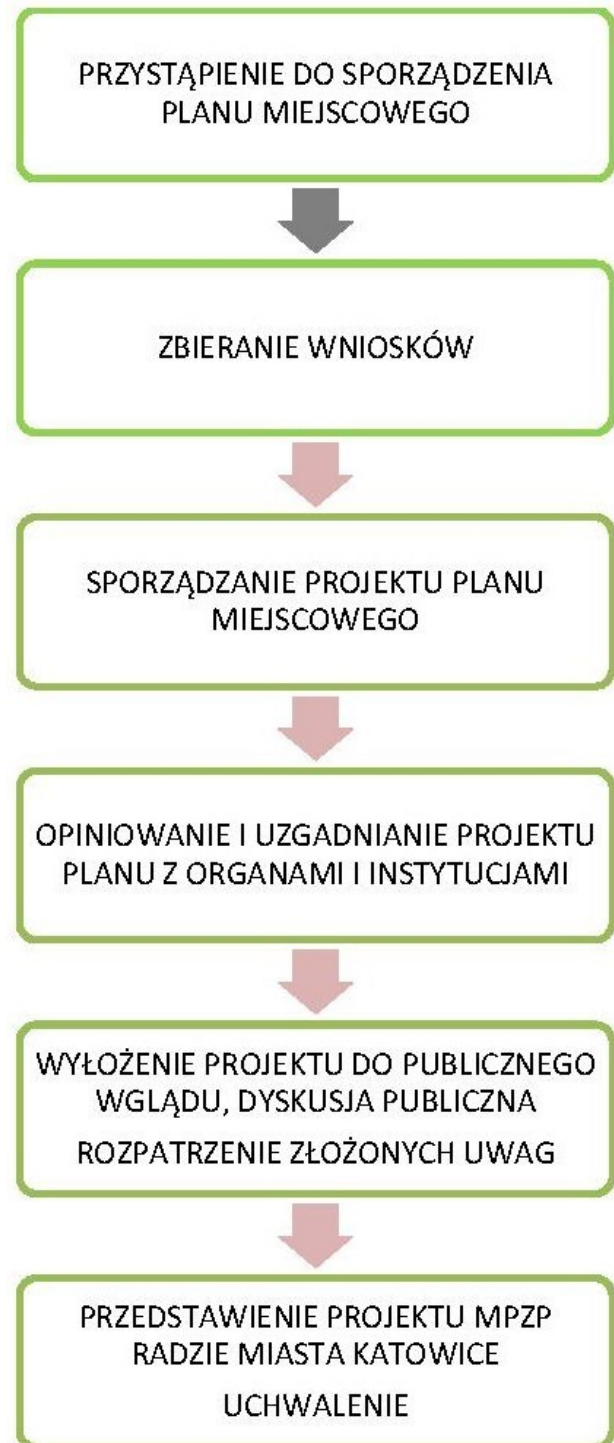 PRZYSTĄPIENIE DO SPORZĄDZENIA
PLANU MIEJSCOWEGO
ZBIERANIE WNIOSKÓW
SPORZĄDZANIE PROJEKTU PLANU
MIEJSCOWEGO
OPINIOWANIE I UZGADNIANIE PROJEKTU
PLANU Z ORGANAMI I INSTYTUCJAMI
WYŁOŻENIE PROJEKTU DO PUBLICZNEGO
WGLĄDU, DYSKUSJA PUBLICZNA
ROZPATRZENIE ZŁOŻONYCH UWAG
PRZEDSTAWIENIE PROJEKTU MPZP
RADZIE MIASTA KATOWICE
UCHWALENIE